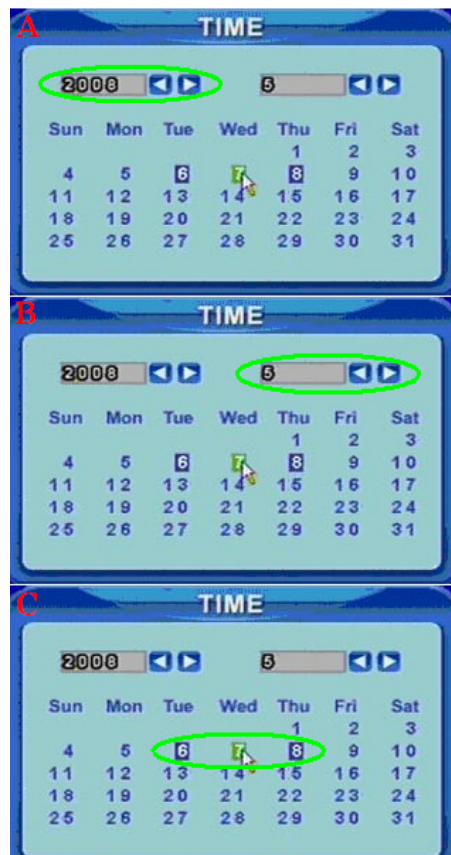 A TIME
2008 5
Sun Mon Tue Wed Thu Fri Sat
1 2 3
4 5 6 7 8 9 10
11 12 13 14 15 16 17
18 19 20 21 22 23 24
25 26 27 28 29 30 31
B TIME
2008 5
Sun Mon Tue Wed Thu Fri Sat
1 2 3
4 5 6 7 8 9 10
11 12 13 14 15 16 17
18 19 20 21 22 23 24
25 26 27 28 29 30 31
C TIME
2008 5
Sun Mon Tue Wed Thu Fri Sat
1 2 3
4 5 6 7 8 9 10
11 12 13 14 15 16 17
18 19 20 21 22 23 24
25 26 27 28 29 30 31